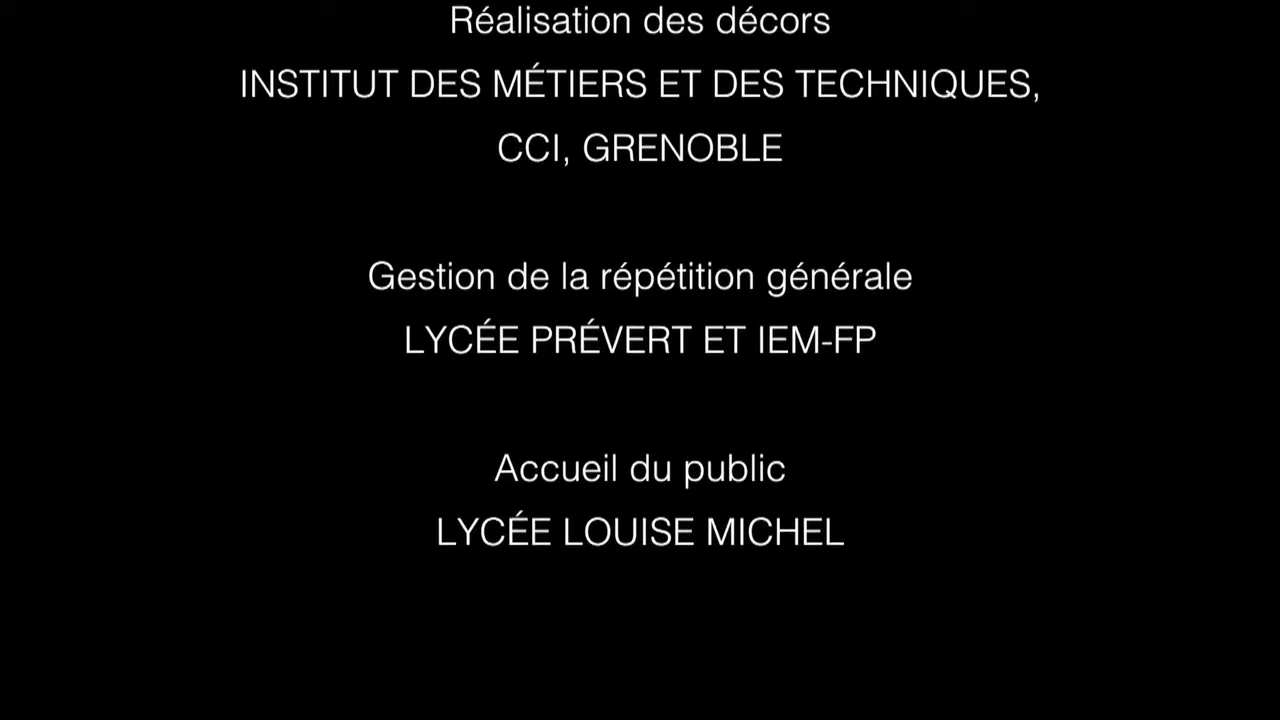 Réalisation des décors
INSTITUT DES MÉTIERS ET DES TECHNIQUES,
CCI, GRENOBLE
Gestion de la répétition générale
LYCÉE PRÉVERT ET IEM-FP
Accueil du public
LYCÉE LOUISE MICHEL